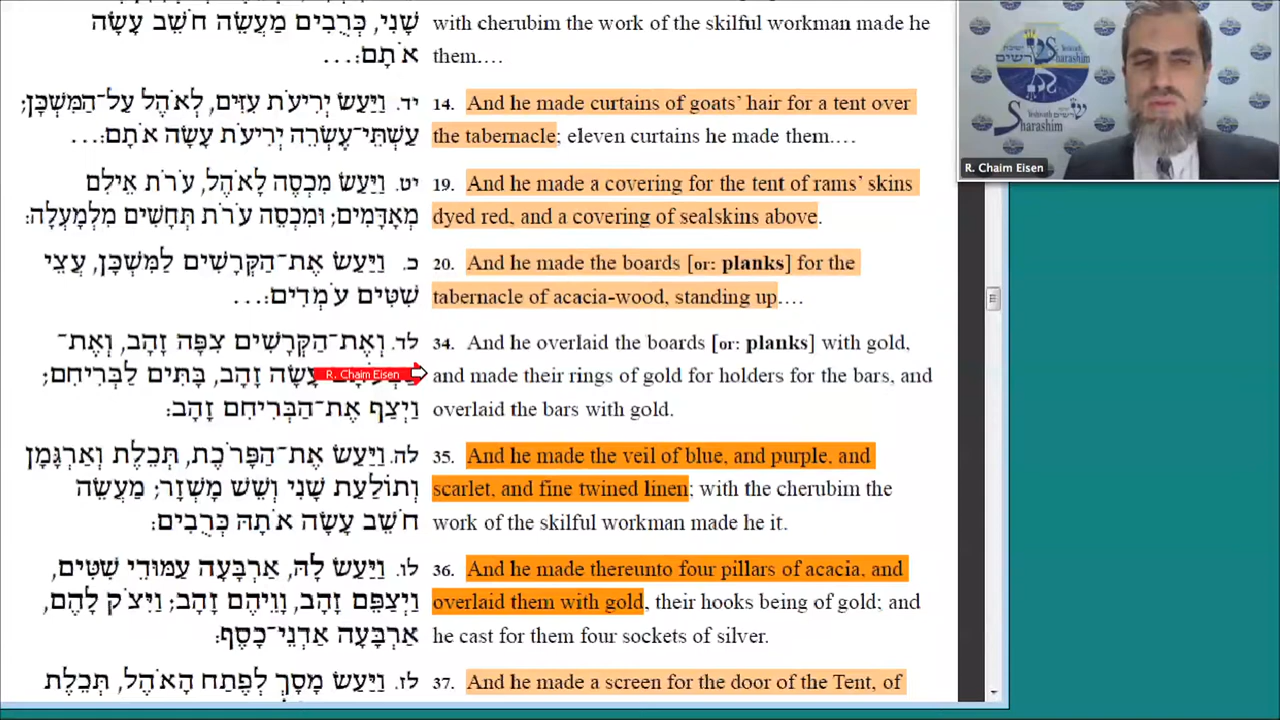 שָׁנִי, כְּרֻבִים מַעֲשֵׂה חֹשֵׁב עָשָׂה
אֹתָם:…
with cherubim the work of the skilful workman made he
them.…
יד. וַיַּעַשׂ יְרִיעֹת עִזִּים, לְאֹהֶל עַל־הַמִּשְׁכָּן;
עַשְׁתֵּי־עֶשְׂרֵה יְרִיעֹת עָשָׂה אֹתָם:…
14. And he made curtains of goats’ hair for a tent over
the tabernacle; eleven curtains he made them.…
יט. וַיַּעַשׂ מִכְסֶה לָאֹהֶל, עֹרֹת אֵילִם
מְאָדָּמִים; וּמִכְסֵה עֹרֹת תְּחָשִׁים מִלְמָעְלָה:
19. And he made a covering for the tent of rams’ skins
dyed red, and a covering of sealskins above.
כ. וַיַּעַשׂ אֶת־הַקְּרָשִׁים לַמִּשְׁכָּן, עֲצֵי
שִׁטִּים עֹמְדִים:…
20. And he made the boards [or: planks] for the
tabernacle of acacia-wood, standing up.…
לד. וְאֶת־הַקְּרָשִׁים צִפָּה זָהָב, וְאֶת־
עָשָׂה זָהָב, בָּתִּים לַבְּרִיחִם;
וַיְצַף אֶת־הַבְּרִיחִם זָהָב:
R. Chaim Eisen
34. And he overlaid the boards [or: planks] with gold,
and made their rings of gold for holders for the bars, and
overlaid the bars with gold.
לה. וַיַּעַשׂ אֶת־הַפָּרֹכֶת, תְּכֵלֶת וְאַרְגָּמָן
וְתוֹלַעַת שָׁנִי וְשֵׁשׁ מָשְׁזָר; מַעֲשֵׂה
חֹשֵׁב עָשָׂה אֹתָהּ כְּרֻבִים:
35. And he made the veil of blue, and purple, and
scarlet, and fine twined linen; with the cherubim the
work of the skilful workman made he it.
לו. וַיַּעַשׂ לָהּ, אַרְבָּעָה עַמּוּדֵי שִׁטִּים,
וַיְצַפֵּם זָהָב, וָוֵיהֶם זָהָב; וַיִּצֹק לָהֶם,
אַרְבָּעָה אַדְנֵי־כָסֶף:
36. And he made thereunto four pillars of acacia, and
overlaid them with gold, their hooks being of gold; and
he cast for them four sockets of silver.
לז. וַיַּעַשׂ מָסָךְ לְפֶתַח הָאֹהֶל, תְּכֵלֶת
37. And he made a screen for the door of the Tent, of
Yeshivath
Sharashim
Sharashim
R. Chaim Eisen